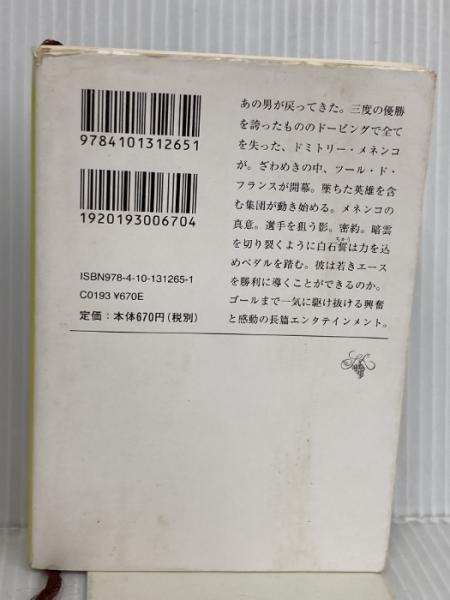 9784101312651
1920193006704
ISBN978-4-10-131265-1
C0193 ¥670E
定価：本体670円（税別）
あの男が戻ってきた。三度の優勝
を誇ったもののドーピングで全て
を失った、ドミトリー・メネンコ
が。ざわめきの中、ツール・ド・
フランスが開幕。墜ちた英雄を含
む集団が動き始める。メネンコの
真意。選手を狙う影。密約。暗雲
を切り裂くように白石誓は力を込
ちかう
めペダルを踏む。彼は若きエース
を勝利に導くことができるのか。
ゴールまで一気に駆け抜ける興奮
と感動の長篇エンタテインメント。